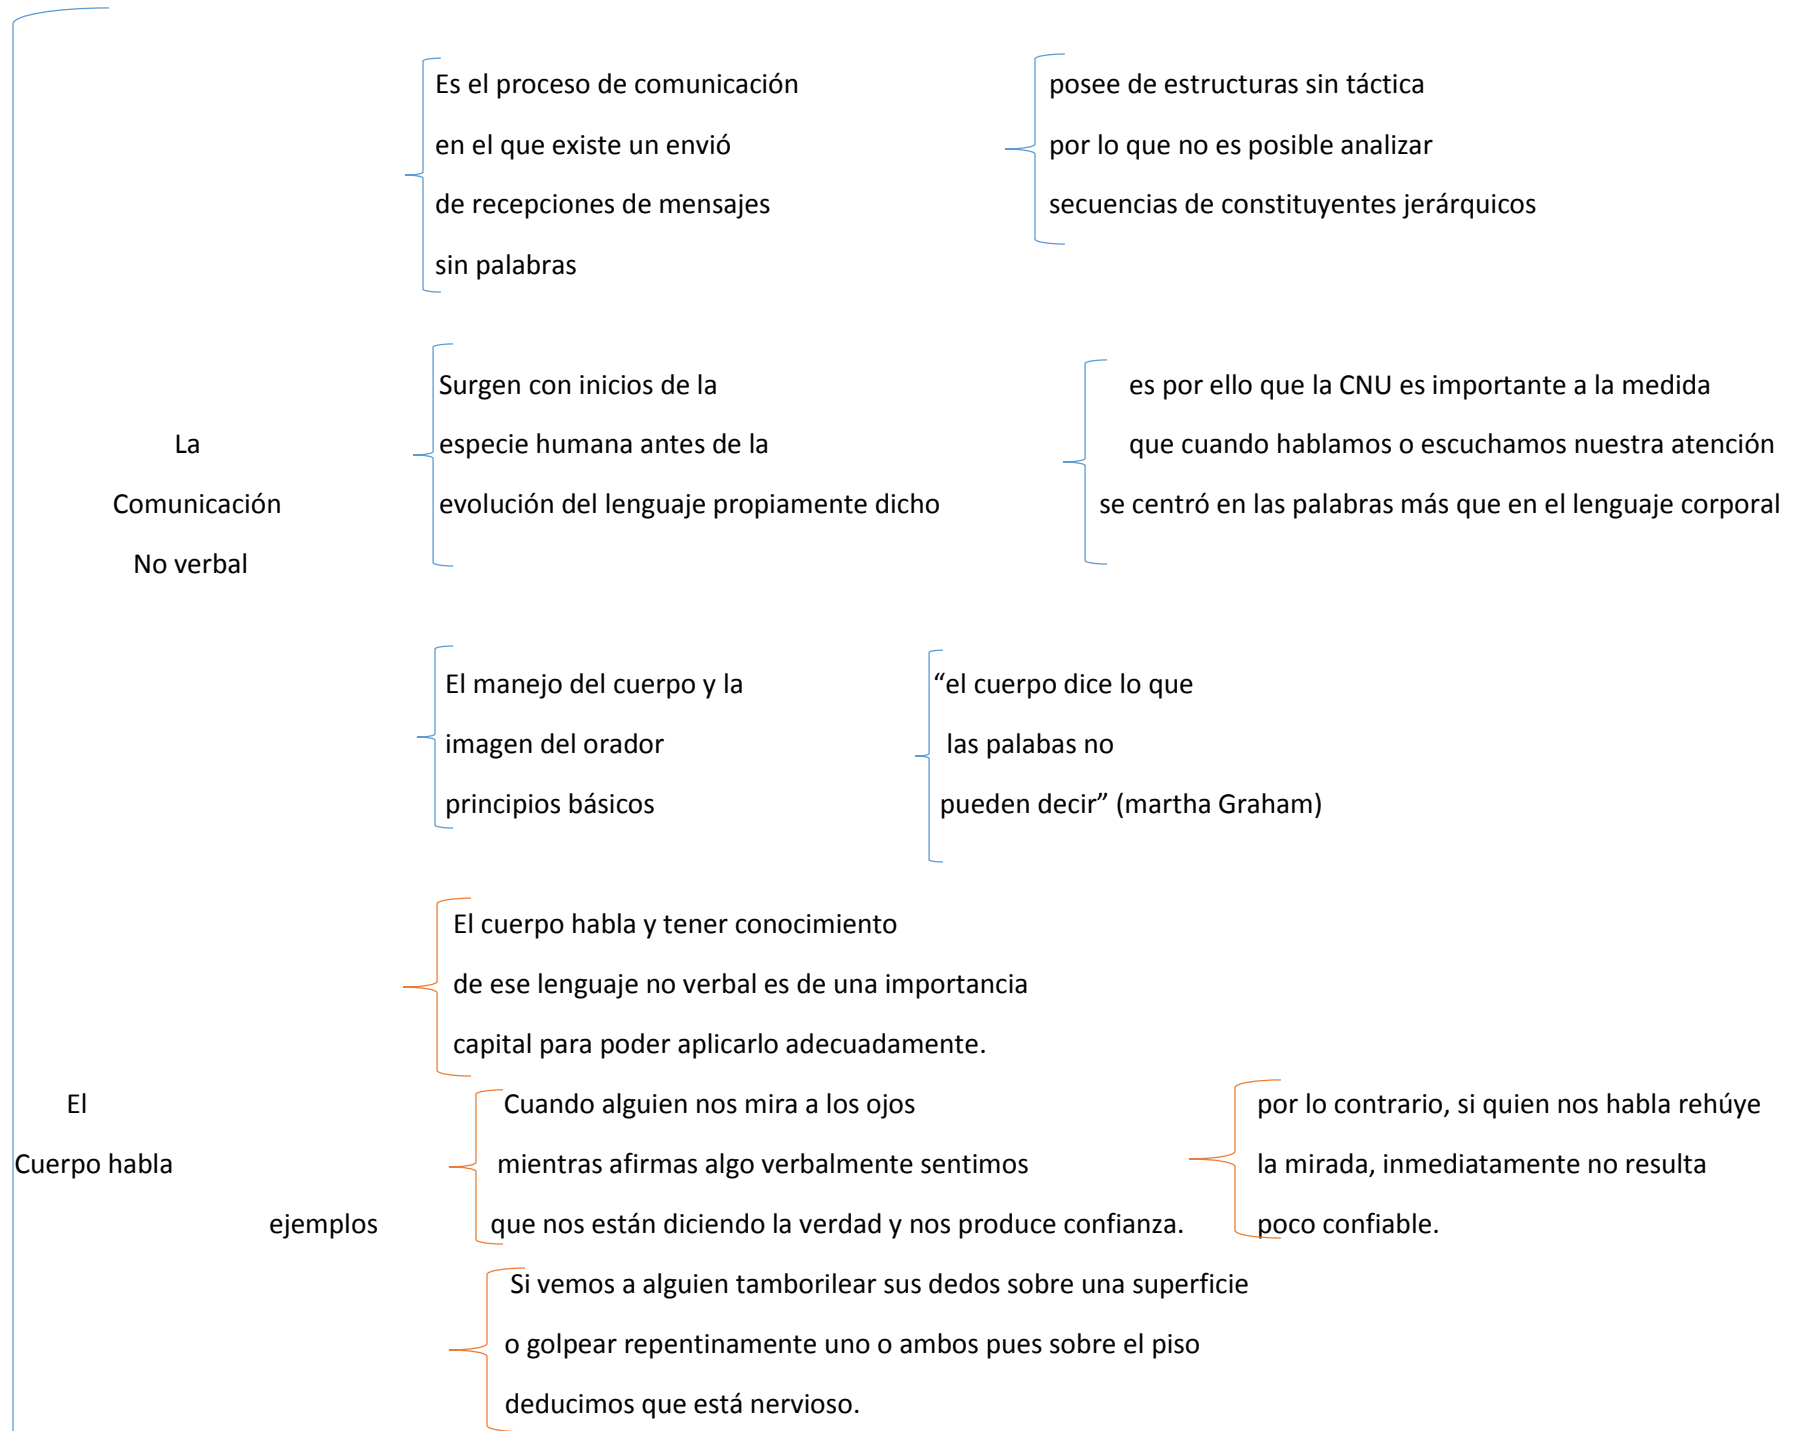 Es el proceso de comunicación
en el que existe un envió
de recepciones de mensajes
sin palabras
posee de estructuras sin táctica
por lo que no es posible analizar
secuencias de constituyentes jerárquicos
La
Comunicación
No verbal
Surgen con inicios de la
especie humana antes de la
evolución del lenguaje propiamente dicho
es por ello que la CNU es importante a la medida
que cuando hablamos o escuchamos nuestra atención
se centró en las palabras más que en el lenguaje corporal
El manejo del cuerpo y la
imagen del orador
principios básicos
“el cuerpo dice lo que
las palabas no
pueden decir” (martha Graham)
El
Cuerpo habla
El cuerpo habla y tener conocimiento
de ese lenguaje no verbal es de una importancia
capital para poder aplicarlo adecuadamente.
ejemplos
Cuando alguien nos mira a los ojos
mientras afirmas algo verbalmente sentimos
que nos están diciendo la verdad y nos produce confianza.
por lo contrario, si quien nos habla rehúye
la mirada, inmediatamente no resulta
poco confiable.
Si vemos a alguien tamborilear sus dedos sobre una superficie
o golpear repentinamente uno o ambos pues sobre el piso
deducimos que está nervioso.